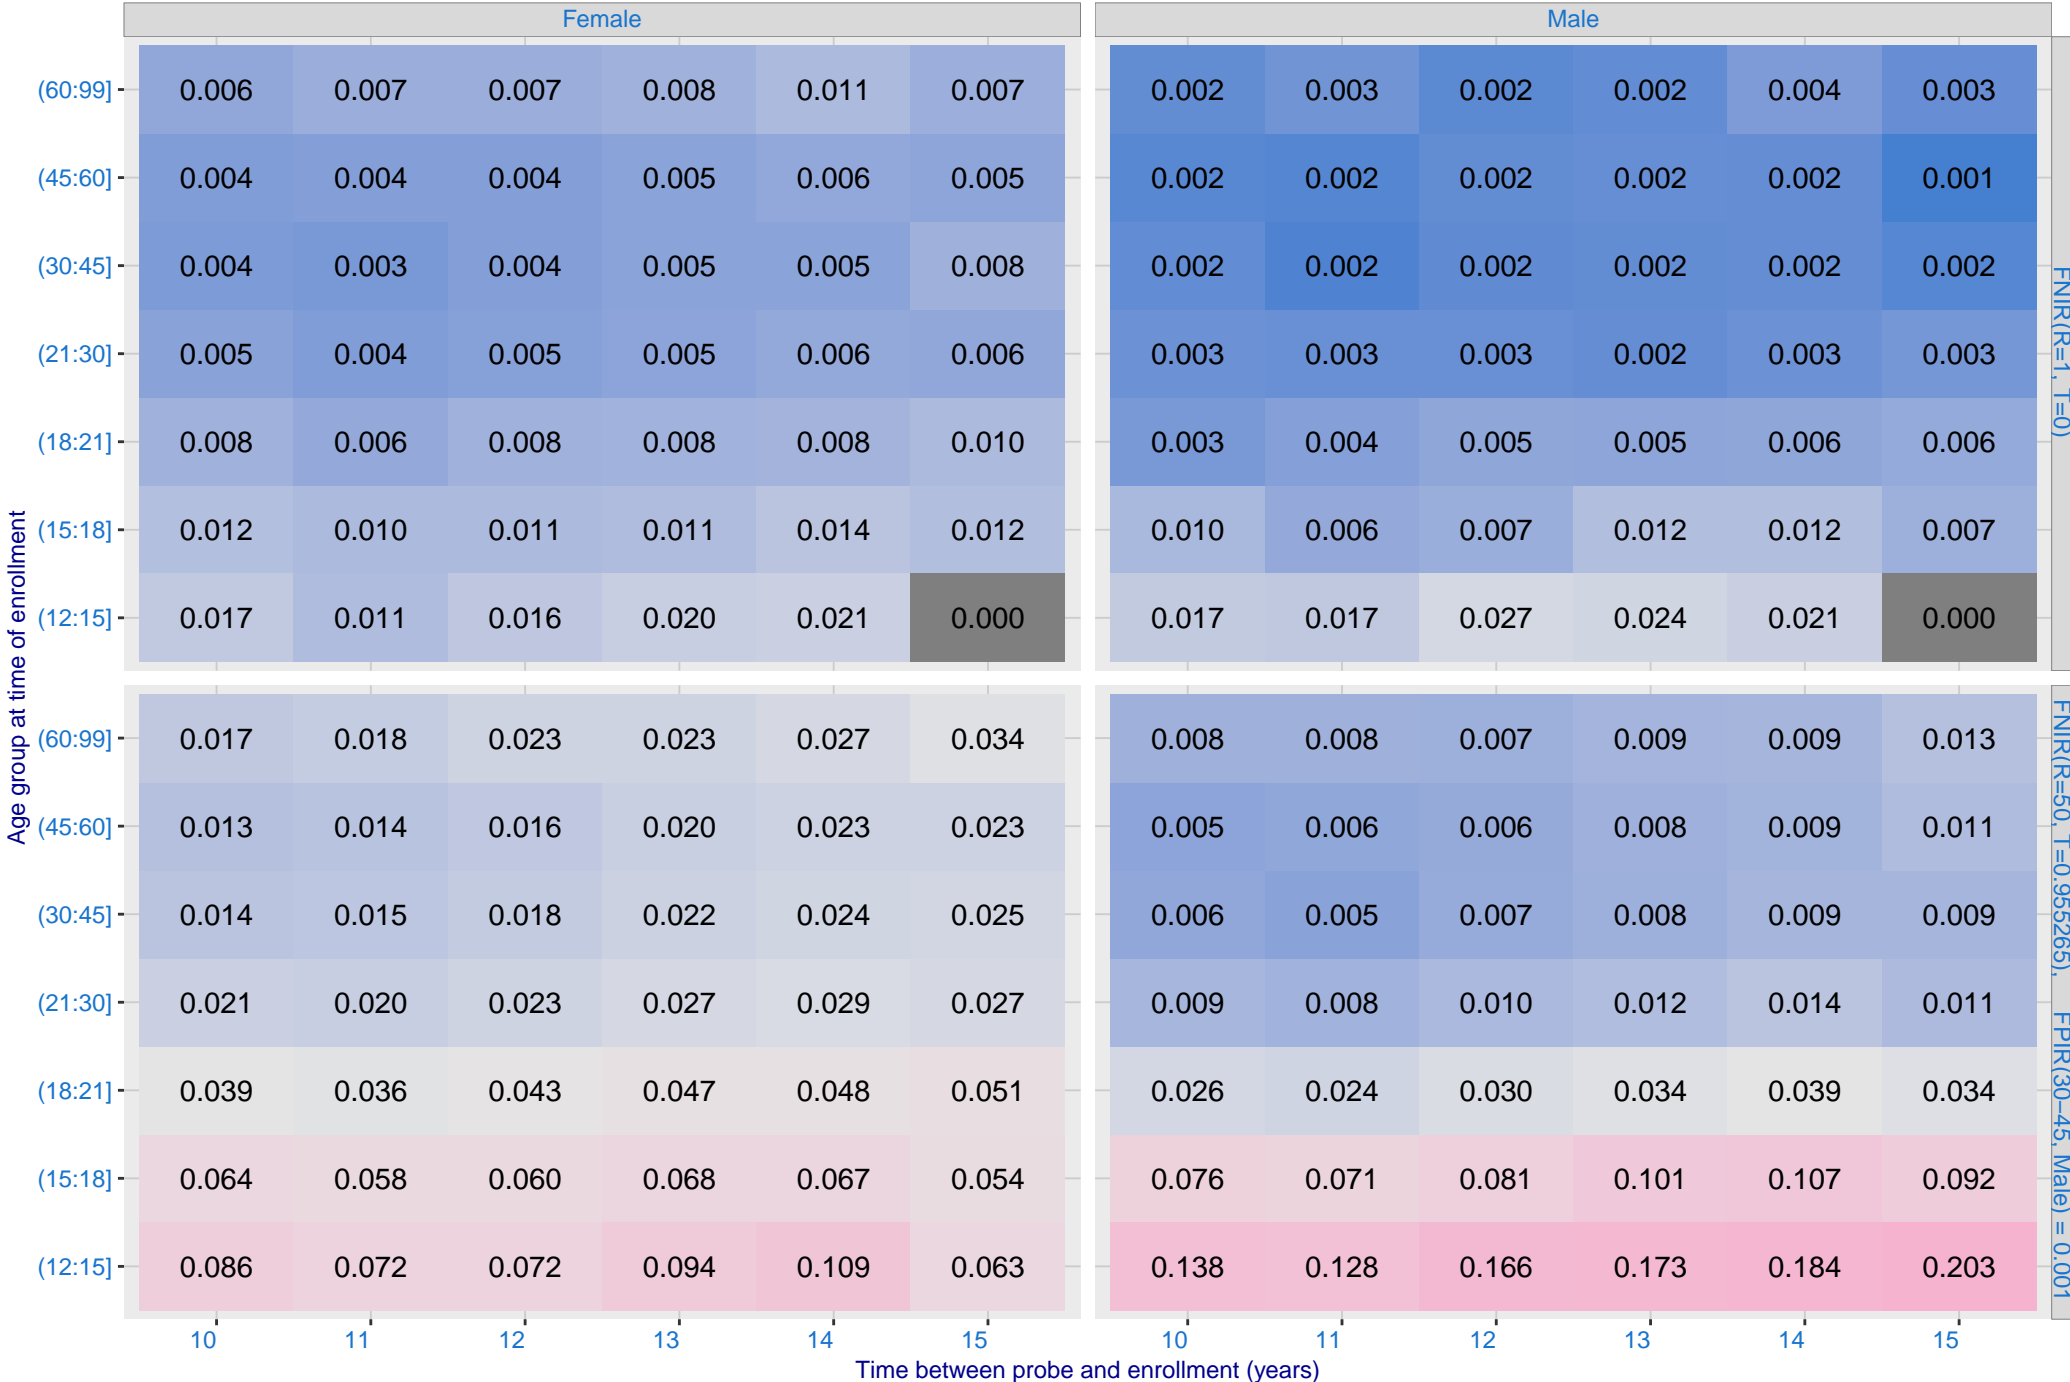 Female Male
(60:99] 0.006 0.007 0.007 0.008 0.011 0.007 0.002 0.003 0.002 0.002 0.004 0.003
(45:60] 0.004 0.004 0.004 0.005 0.006 0.005 0.002 0.002 0.002 0.002 0.002 0.001
(30:45] 0.004 0.003 0.004 0.005 0.005 0.008 0.002 0.002 0.002 0.002 0.002 0.002
(21:30] 0.005 0.004 0.005 0.005 0.006 0.006 0.003 0.003 0.003 0.002 0.003 0.003
(18:21] 0.008 0.006 0.008 0.008 0.008 0.010 0.003 0.004 0.005 0.005 0.006 0.006
(15:18] 0.012 0.010 0.011 0.011 0.014 0.012 0.010 0.006 0.007 0.012 0.012 0.007
(12:15] 0.017 0.011 0.016 0.020 0.021 0.000 0.017 0.017 0.027 0.024 0.021 0.000
FNIR(R=1, T=0)
Age group at time of enrollment
(60:99] 0.017 0.018 0.023 0.023 0.027 0.034 0.008 0.008 0.007 0.009 0.009 0.013
(45:60] 0.013 0.014 0.016 0.020 0.023 0.023 0.005 0.006 0.006 0.008 0.009 0.011
(30:45] 0.014 0.015 0.018 0.022 0.024 0.025 0.006 0.005 0.007 0.008 0.009 0.009
(21:30] 0.021 0.020 0.023 0.027 0.029 0.027 0.009 0.008 0.010 0.012 0.014 0.011
(18:21] 0.039 0.036 0.043 0.047 0.048 0.051 0.026 0.024 0.030 0.034 0.039 0.034
(15:18] 0.064 0.058 0.060 0.068 0.067 0.054 0.076 0.071 0.081 0.101 0.107 0.092
(12:15] 0.086 0.072 0.072 0.094 0.109 0.063 0.138 0.128 0.166 0.173 0.184 0.203
FNIR(R=50, T=0.955265), FPIR(30−45, Male) = 0.001
10 11 12 13 14 15 10 11 12 13 14 15
Time between probe and enrollment (years)